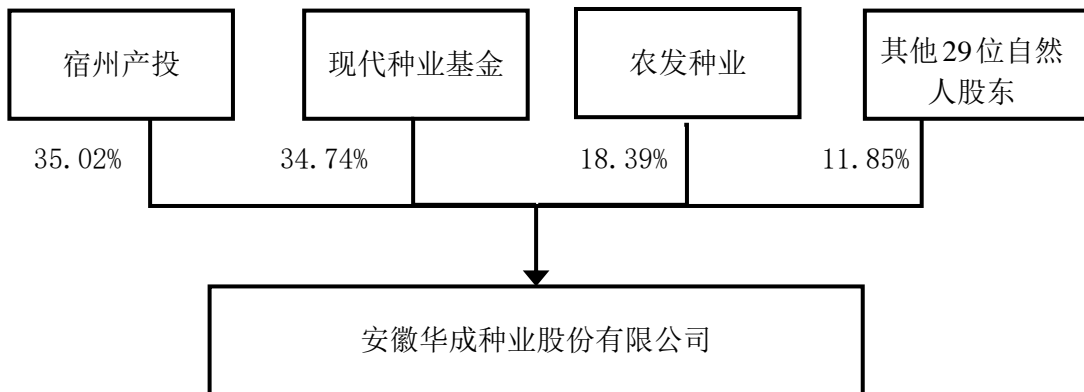 宿州产投
现代种业基金
农发种业
其他29位自然
人股东
35.02%
34.74%
18.39%
11.85%
安徽华成种业股份有限公司